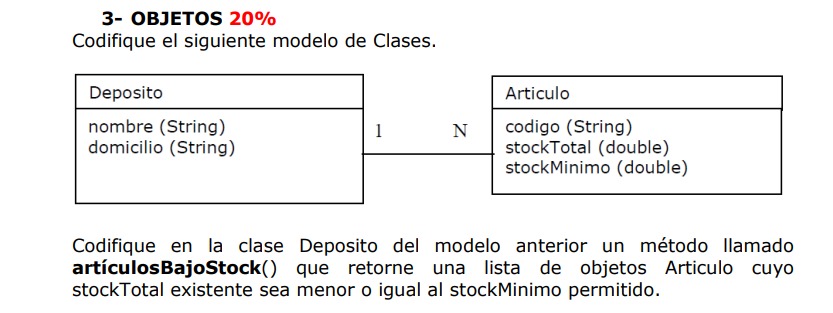 3- OBJETOS 20%
Codifique el siguiente modelo de Clases.
Deposito
nombre (String)
domicilio (String)
1
N
Articulo
codigo (String)
stockTotal (double)
stockMinimo (double)
Codifique en la clase Deposito del modelo anterior un método llamado
artículosBajoStock() que retorne una lista de objetos Articulo cuyo
stockTotal existente sea menor o igual al stockMinimo permitido.